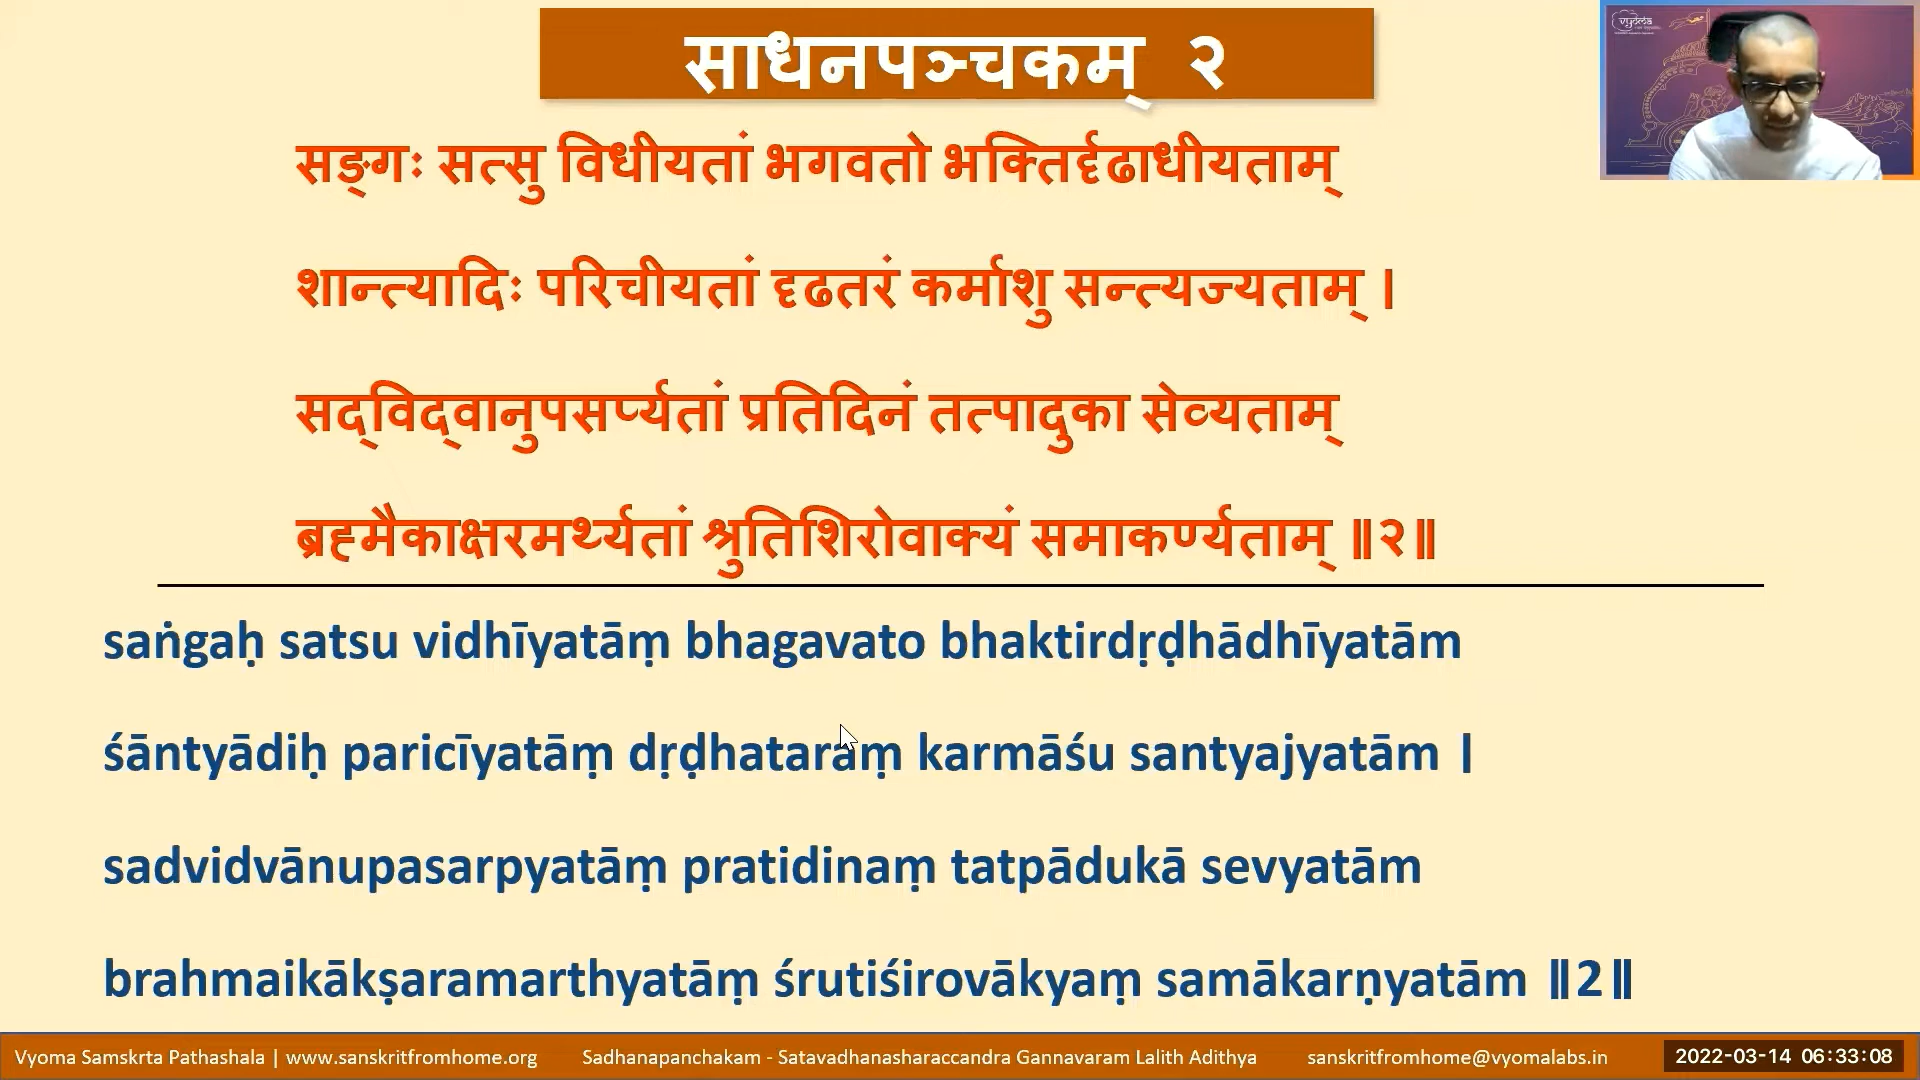 साधनपञ्चकम् २
vyoma
सङ्गः सत्सु विधीयतां भगवतो भक्तिर्दृढाधीयताम्
शान्त्यादिः परिचीयतां दृढतरं कर्माशु सन्त्यज्यताम् ।
सद्विद्वानुपसर्प्यतां प्रतिदिनं तत्पादुका सेव्यताम्
ब्रह्मैकाक्षरमर्थ्यतां श्रुतिशिरोवाक्यं समाकर्ण्यताम् ॥२॥
saṅgaḥ satsu vidhīyatāṃ bhagavato bhaktirdṛḍhādhīyatām
śāntyādiḥ paricīyatāṃ dṛḍhataraṃ karmāśu santyajyatām ।
sadvidvānupasarpyatāṃ pratidinaṃ tatpādukā sevyatām
brahmaikākṣaramarthyatāṃ śrutiśirovākyaṃ samākarṇyatām ॥2॥
Vyoma Samskrta Pathashala | www.sanskritfromhome.org Sadhanapanchakam - Satavadhanasharaccandra Gannavaram Lalith Adithya sanskritfromhome@vyomalabs.in 2022-03-14 06:33:08